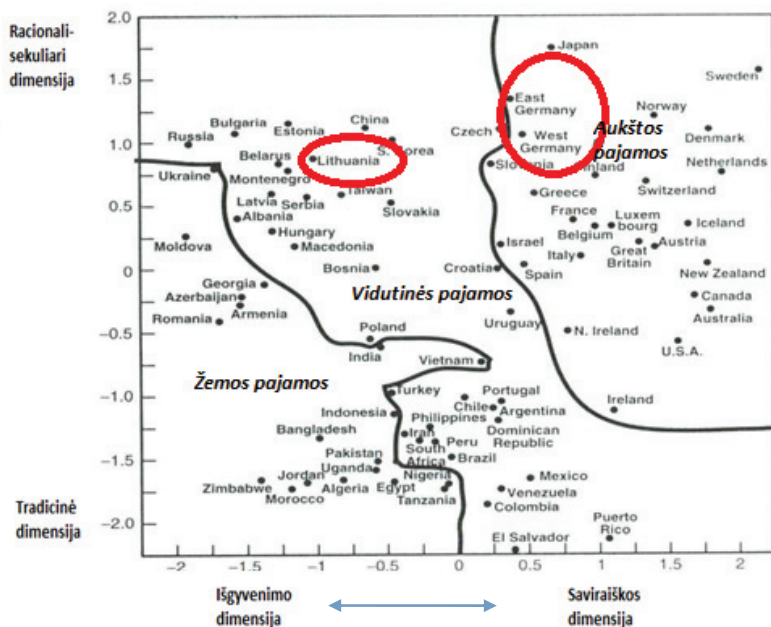 Racionali-
sekuliari
dimensija
Tradicinė
dimensija
2.0
1.5
1.0
0.5
0
−0.5
−1.0
−1.5
−2.0
Japan
Sweden
East
Germany
Norway
Bulgaria
China
Estonia
Czech
West
Germany
Aukštos
pajamos
Denmark
Russia
S. Korea
Belarus
Lithuania
Slovenia
Finland
Netherlands
Ukraine
Montenegro
Taiwan
Switzerland
Latvia
Serbia
Slovakia
Greece
Albania
France
Luxem
bourg
Iceland
Hungary
Belgium
Moldova
Macedonia
Israel
Great
Britain
Austria
Bosnia
Croatia
Spain
Italy
New Zealand
Georgia
Vidutinės pajamos
Azerbaijan
Canada
Armenia
Uruguay
Australia
Romania
Poland
N. Ireland
India
U.S.A.
Vietnam
Žemos pajamos
Turkey
Portugal
Ireland
Indonesia
Chile
Argentina
Bangladesh
Philippines
Dominican
Republic
Iran
South
Africa
Peru
Pakistan
Brazil
Uganda
Jordan
Nigeria
Mexico
Zimbabwe
Algeria
Egypt
Venezuela
Morocco
Tanzania
Colombia
Puerto
Rico
El Salvador
−2
−1.5
−1
−0.5
0
0.5
1
1.5
2
Išgyvenimo
dimensija
Saviraiškos
dimensija